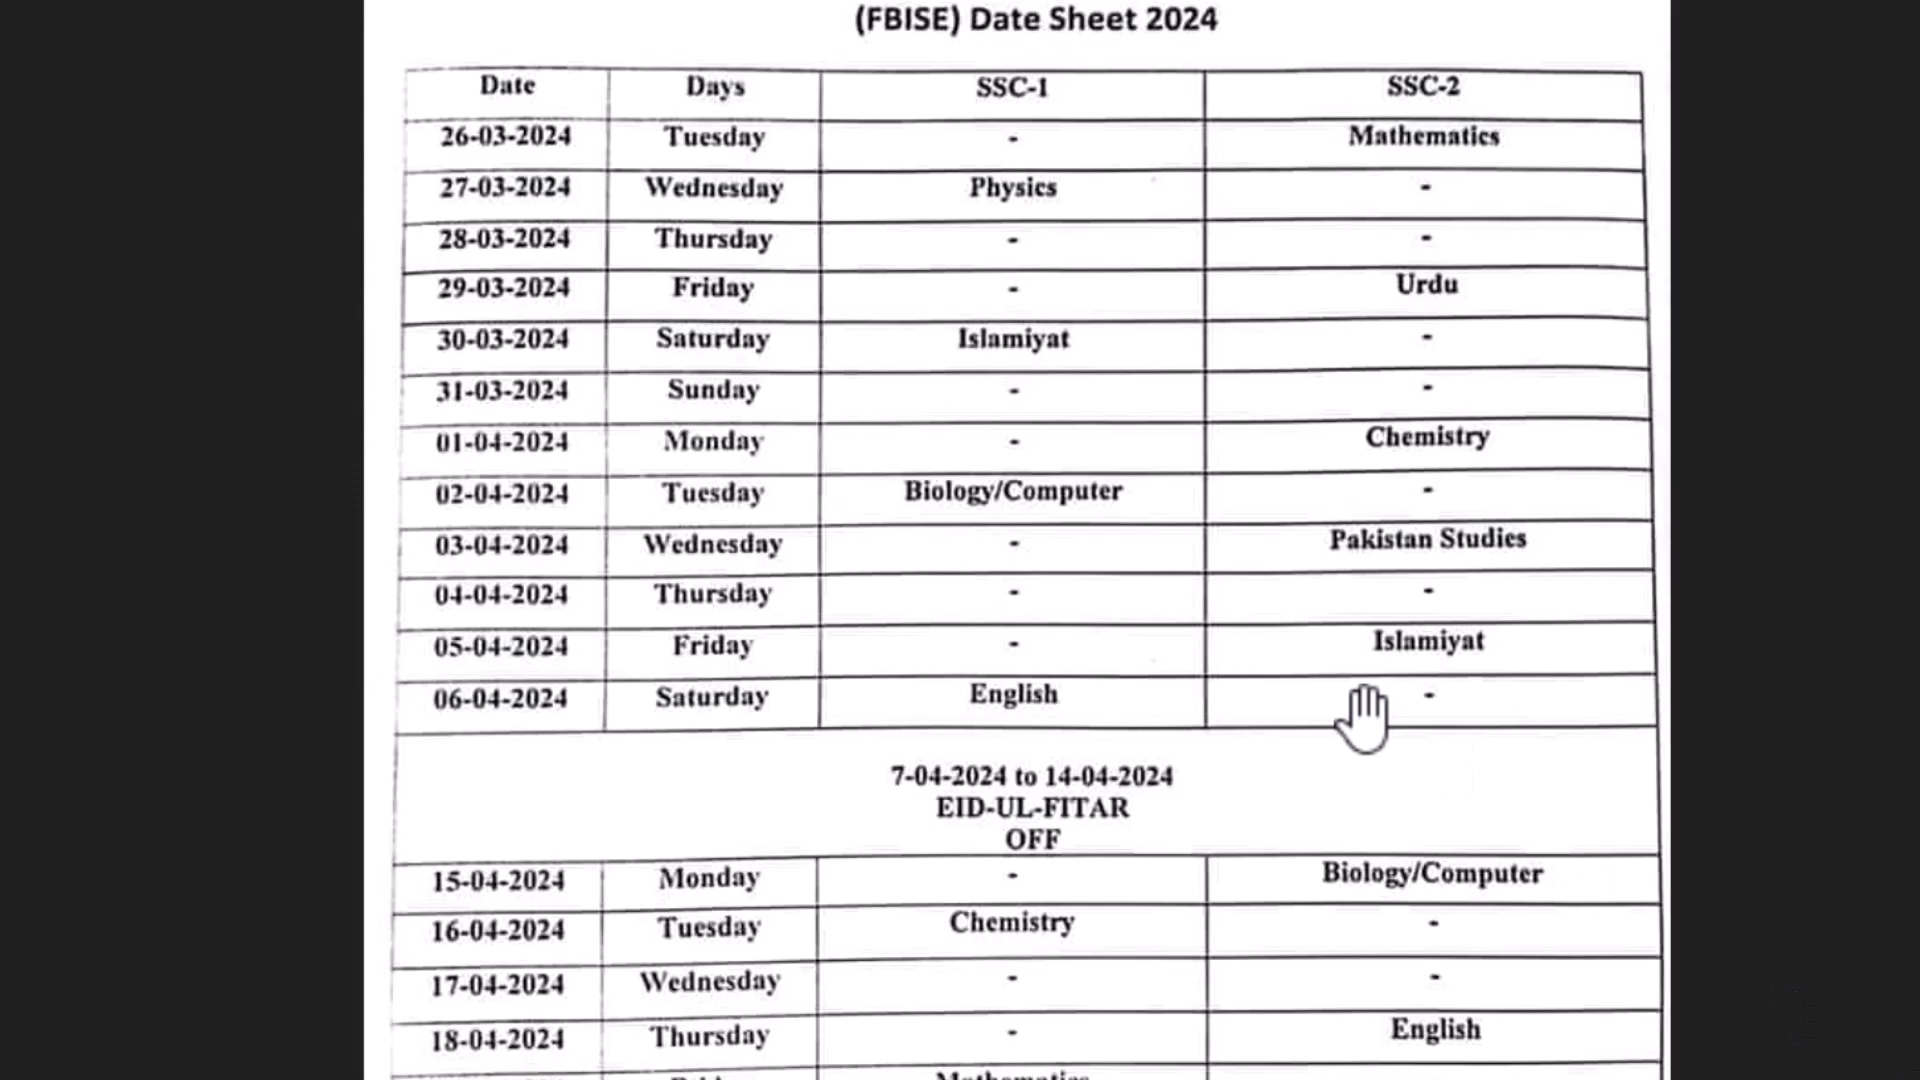 (FBISE) Date Sheet 2024
Date Days SSC-1 SSC-2
26-03-2024 Tuesday - Mathematics
27-03-2024 Wednesday Physics -
28-03-2024 Thursday - -
29-03-2024 Friday - Urdu
30-03-2024 Saturday Islamiyat -
31-03-2024 Sunday - -
01-04-2024 Monday - Chemistry
02-04-2024 Tuesday Biology/Computer -
03-04-2024 Wednesday - Pakistan Studies
04-04-2024 Thursday - -
05-04-2024 Friday - Islamiyat
06-04-2024 Saturday English -
7-04-2024 to 14-04-2024
EID-UL-FITAR
OFF
15-04-2024 Monday - Biology/Computer
16-04-2024 Tuesday Chemistry -
17-04-2024 Wednesday - -
18-04-2024 Thursday - English
Mathematics